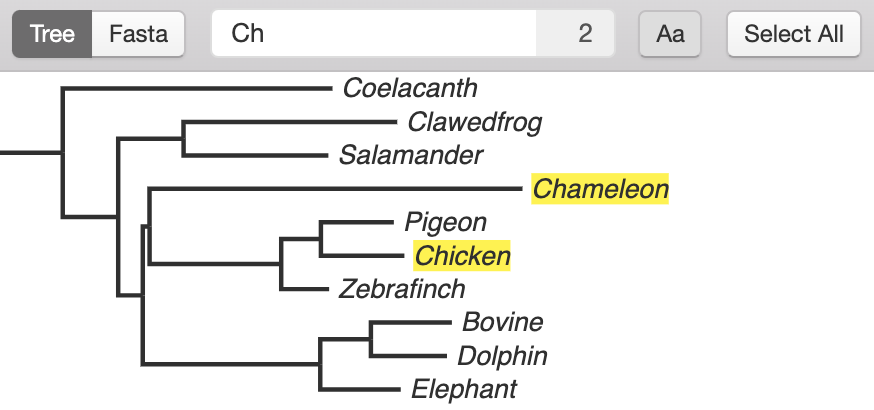 Tree Fasta Ch 2 Aa Select All
Coelacanth
Clawedfrog
Salamander
Chameleon
Pigeon
Chicken
Zebrafinch
Bovine
Dolphin
Elephant